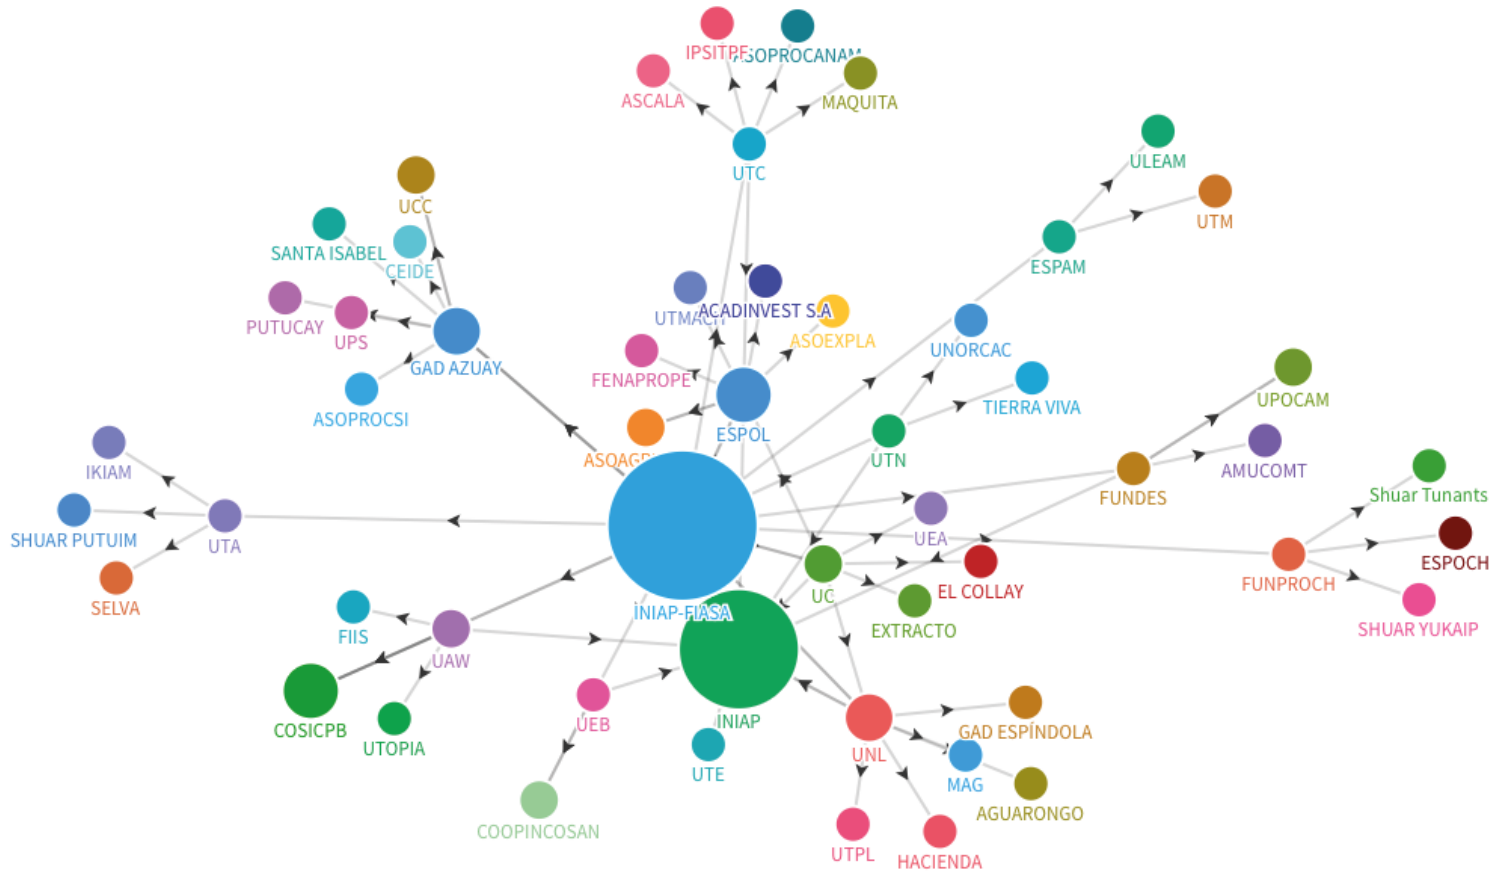 IPSITPE
ASOPROCANAM
ASCALA
MAQUITA
UTC
ULEAM
UTM
ESPAM
UCC
SANTA ISABEL
CEIDE
PUTUCAY
UPS
GAD AZUAY
ASOPROCSI
UTMACH
ACADINVEST S.A
ASOEXPLA
FENAPROPE
ESPOL
UNORCAC
TIERRA VIVA
UTN
UPOCAM
AMUCOMT
FUNDES
IKIAM
SHUAR PUTUIM
UTA
SELVA
UEA
Shuar Tunants
ESPOCH
FUNPROCH
SHUAR YUKAIP
EL COLLAY
UC
EXTRACTO
INIAP-FIASA
FIIS
UAW
COSICPB
UTOPIA
UEB
INIAP
UTE
UNL
GAD ESPÍNDOLA
MAG
AGUARONGO
COOPINCOSAN
UTPL
HACIENDA